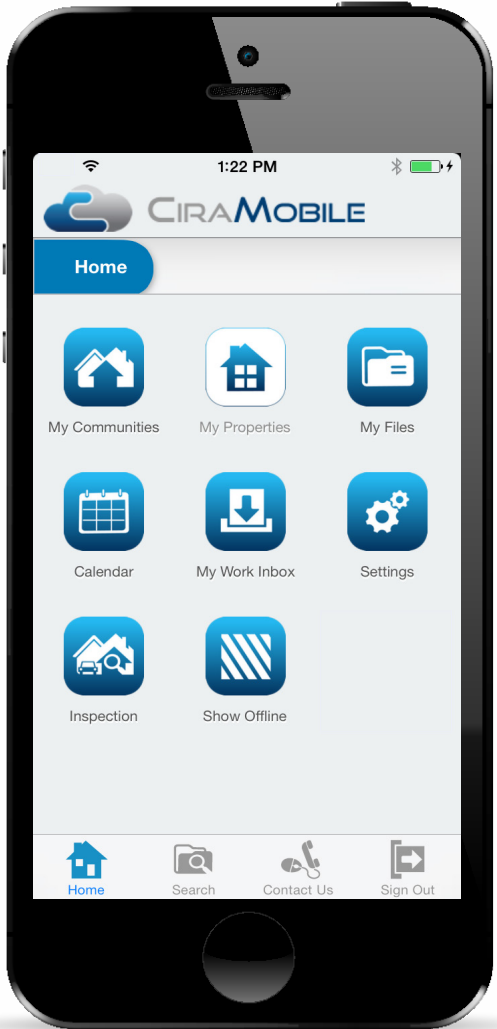 1:22 PM
CIRAMOBILE
Home
My Communities
My Properties
My Files
Calendar
My Work Inbox
Settings
Inspection
Show Offline
Home
Search
Contact Us
Sign Out